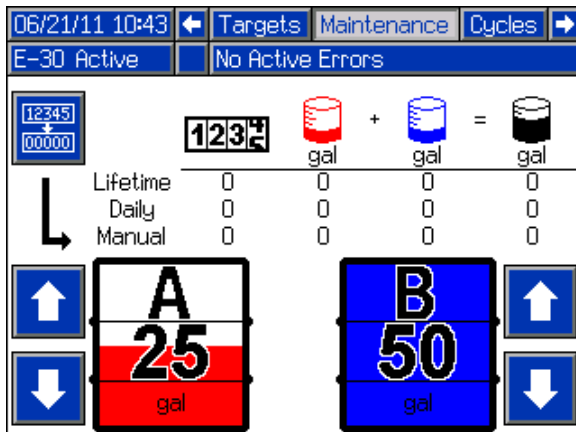 06/21/11 10:43 Targets Maintenance Cycles
E-30 Active No Active Errors
12345
00000
1234 + =
gal gal gal
Lifetime 0 0 0 0
Daily 0 0 0 0
Manual 0 0 0 0
A B
25 50
gal gal